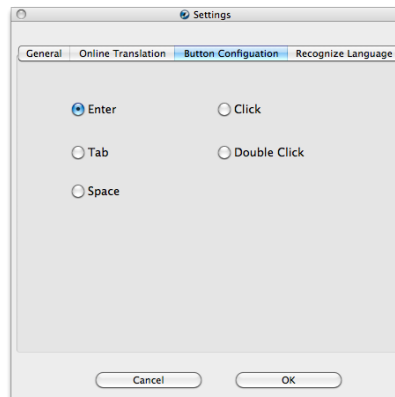 Settings
General Online Translation Button Configuation Recognize Language
Enter Click
Tab Double Click
Space
Cancel OK